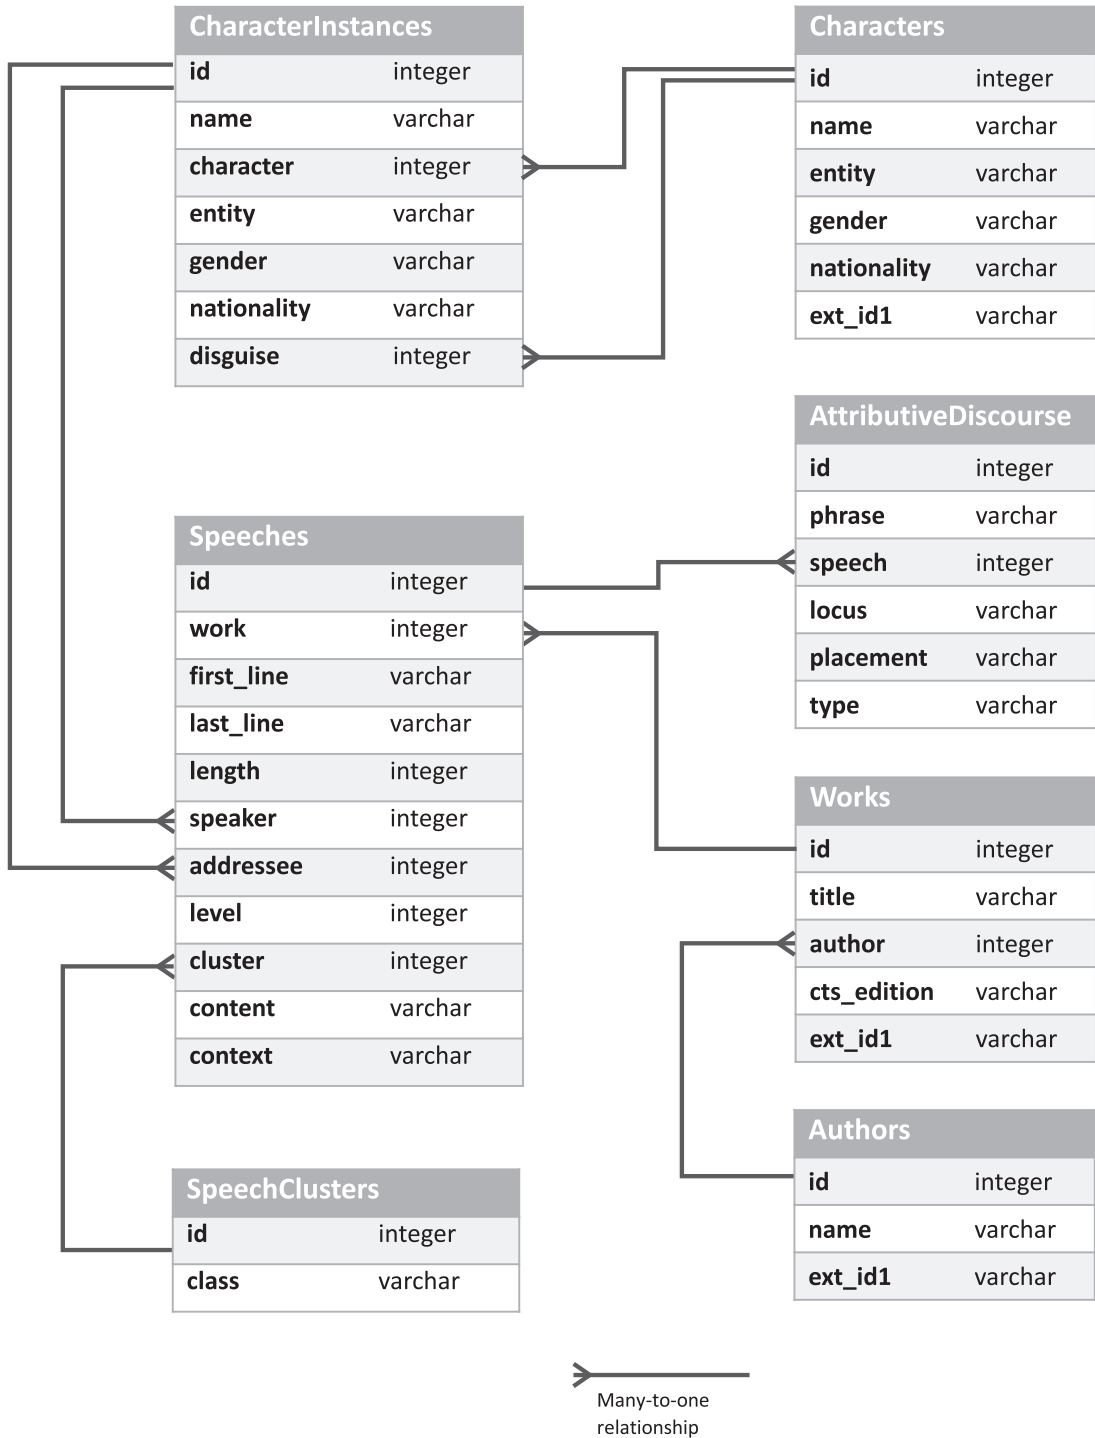 CharacterInstances
id integer
name varchar
character integer
entity varchar
gender varchar
nationality varchar
disguise integer
Characters
id integer
name varchar
entity varchar
gender varchar
nationality varchar
ext_id1 varchar
AttributiveDiscourse
id integer
phrase varchar
speech integer
locus varchar
placement varchar
type varchar
Speeches
id integer
work integer
first_line varchar
last_line varchar
length integer
speaker integer
addressee integer
level integer
cluster integer
content varchar
context varchar
Works
id integer
title varchar
author integer
cts_edition varchar
ext_id1 varchar
Authors
id integer
name varchar
ext_id1 varchar
SpeechClusters
id integer
class varchar
Many-to-one
relationship